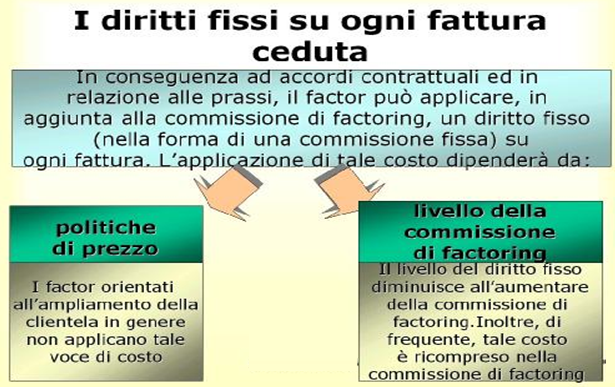 I diritti fissi su ogni fattura
ceduta
In conseguenza ad accordi contrattuali ed in
relazione alle prassi, il factor può applicare, in
aggiunta alla commissione di factoring, un diritto fisso
(nella forma di una commissione fissa) su
ogni fattura. L'applicazione di tale costo dipenderà da:
politiche
di prezzo
I factor orientati
all'ampliamento della
clientela in genere
non applicano tale
voce di costo
livello della
commissione
di factoring
Il livello del diritto fisso
diminuisce all'aumentare
della commissione di
factoring.Inoltre, di
frequente, tale costo
è ricompreso nella
commissione di factoring